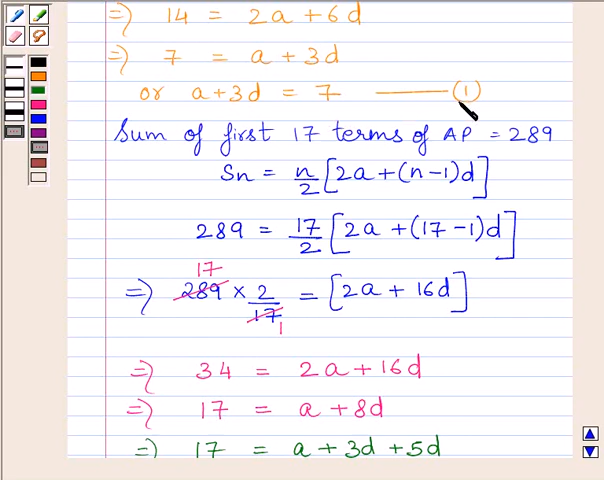 =) 14 = 2a + 6d
=) 7 = a + 3d
or a + 3d = 7 ——— (1)
Sum of first 17 terms of AP = 289
Sn = n/2 [2a + (n-1)d]
289 = 17/2 [2a + (17-1)d]
17
=) 289 × 2/17 = [2a + 16d]
1
=) 34 = 2a + 16d
=) 17 = a + 8d
=) 17 = a + 3d + 5d